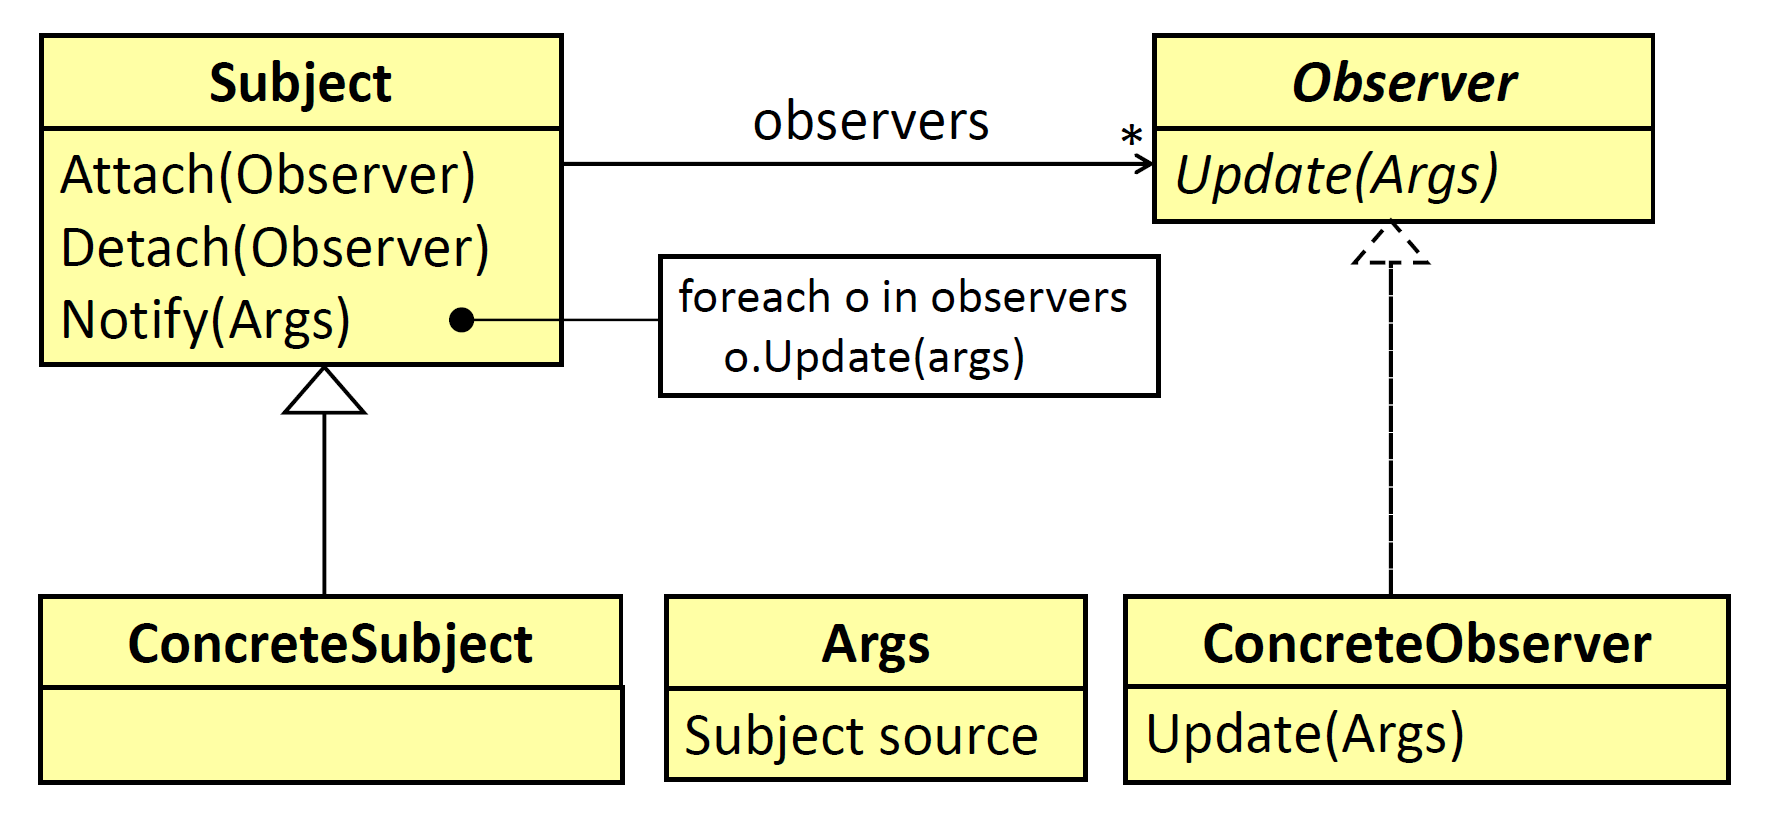 Subject
Attach(Observer)
Detach(Observer)
Notify(Args)
observers
*
Observer
Update(Args)
foreach o in observers
o.Update(args)
ConcreteSubject
Args
Subject source
ConcreteObserver
Update(Args)